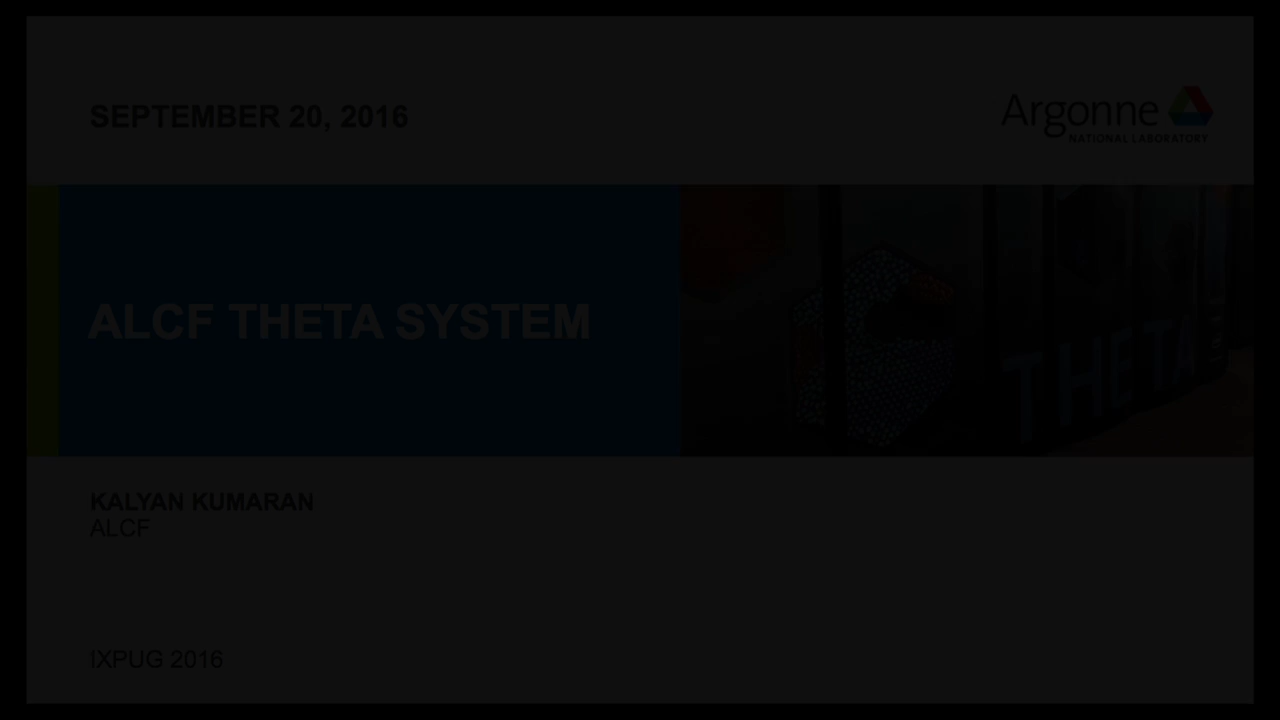 SEPTEMBER 20, 2016
Argonne
NATIONAL LABORATORY
ALCF THETA SYSTEM
THETA
KALYAN KUMARAN
ALCF
IXPUG 2016